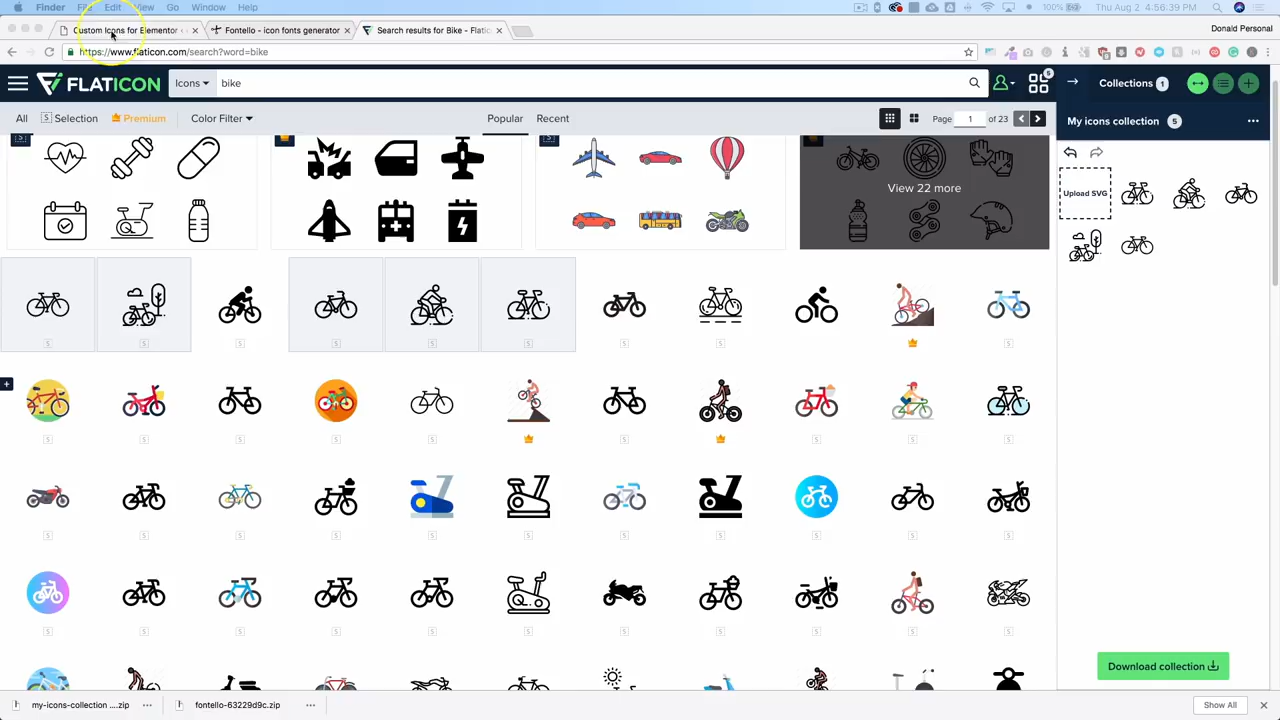 Finder File Edit View Go Window Help 100% Thu Aug 2 4:56:39 PM
Custom Icons for Elementor Fontello - icon fonts generator Search results for Bike - Flatic Donald Personal
https://www.flaticon.com/search?word=bike
FLATICON Icons bike Collections 1
All Selection Premium Color Filter Popular Recent Page 1 of 23 My icons collection 5
View 22 more
Upload SVG
Download collection
my-icons-collection ....zip fontello-63229d9c.zip Show All